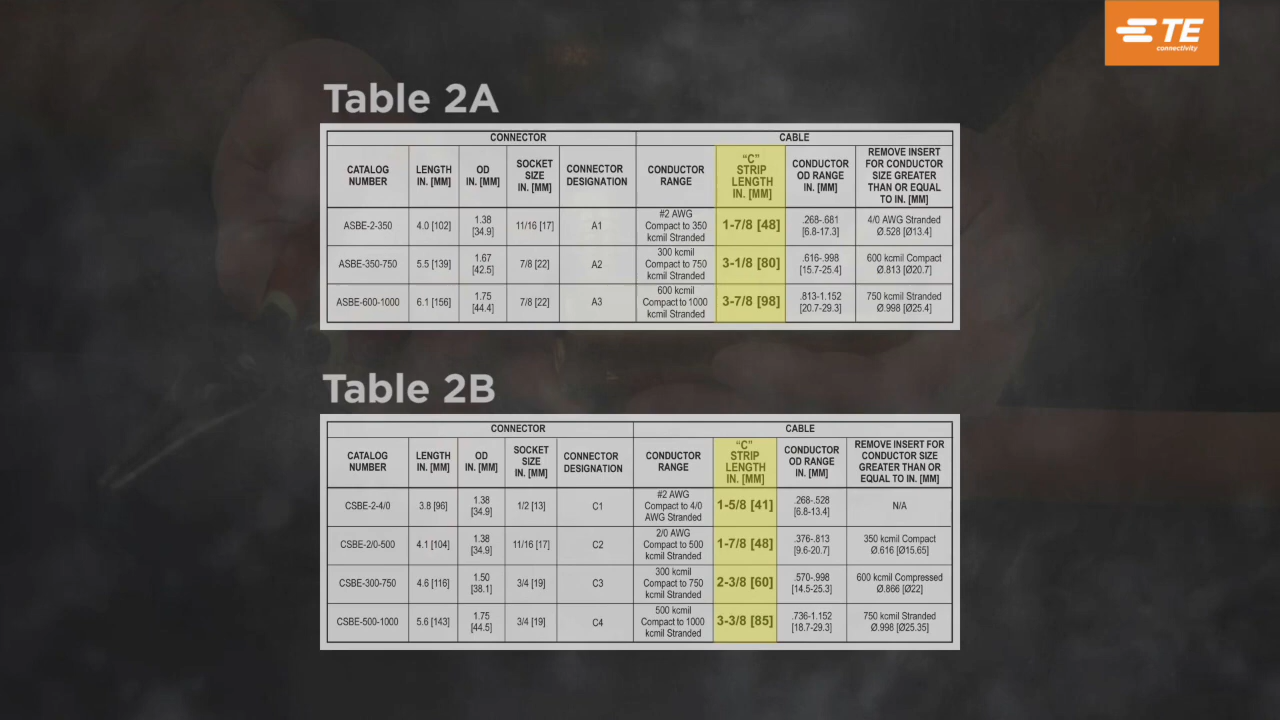 TE
connectivity
Table 2A
CONNECTOR CABLE
CATALOG NUMBER LENGTH IN. [MM] OD IN. [MM] SOCKET SIZE IN. [MM] CONNECTOR DESIGNATION CONDUCTOR RANGE “C” STRIP LENGTH IN. [MM] CONDUCTOR OD RANGE IN. [MM] REMOVE INSERT FOR CONDUCTOR SIZE GREATER THAN OR EQUAL TO IN. [MM]
ASBE-2-350 4.0 [102] 1.38 [34.9] 11/16 [17] A1 #2 AWG Compact to 350 kcmil Stranded 1-7/8 [48] .268-.681 [6.8-17.3] 4/0 AWG Stranded Ø.528 [Ø13.4]
ASBE-350-750 5.5 [139] 1.67 [42.5] 7/8 [22] A2 300 kcmil Compact to 750 kcmil Stranded 3-1/8 [80] .616-.998 [15.7-25.4] 600 kcmil Compact Ø.813 [Ø20.7]
ASBE-600-1000 6.1 [156] 1.75 [44.4] 7/8 [22] A3 600 kcmil Compact to 1000 kcmil Stranded 3-7/8 [98] .813-1.152 [20.7-29.3] 750 kcmil Stranded Ø.998 [Ø25.4]
Table 2B
CONNECTOR CABLE
CATALOG NUMBER LENGTH IN. [MM] OD IN. [MM] SOCKET SIZE IN. [MM] CONNECTOR DESIGNATION CONDUCTOR RANGE “C” STRIP LENGTH IN. [MM] CONDUCTOR OD RANGE IN. [MM] REMOVE INSERT FOR CONDUCTOR SIZE GREATER THAN OR EQUAL TO IN. [MM]
CSBE-2-4/0 3.8 [96] 1.38 [34.9] 1/2 [13] C1 #2 AWG Compact to 4/0 AWG Stranded 1-5/8 [41] .268-.528 [6.8-13.4] N/A
CSBE-2/0-500 4.1 [104] 1.38 [34.9] 11/16 [17] C2 2/0 AWG Compact to 500 kcmil Stranded 1-7/8 [48] .376-.813 [9.6-20.7] 350 kcmil Compact Ø.616 [Ø15.65]
CSBE-300-750 4.6 [116] 1.50 [38.1] 3/4 [19] C3 300 kcmil Compact to 750 kcmil Stranded 2-3/8 [60] .570-.998 [14.5-25.3] 600 kcmil Compressed Ø.866 [Ø22]
CSBE-500-1000 5.6 [143] 1.75 [44.5] 3/4 [19] C4 500 kcmil Compact to 1000 kcmil Stranded 3-3/8 [85] .736-1.152 [18.7-29.3] 750 kcmil Stranded Ø.998 [Ø25.35]